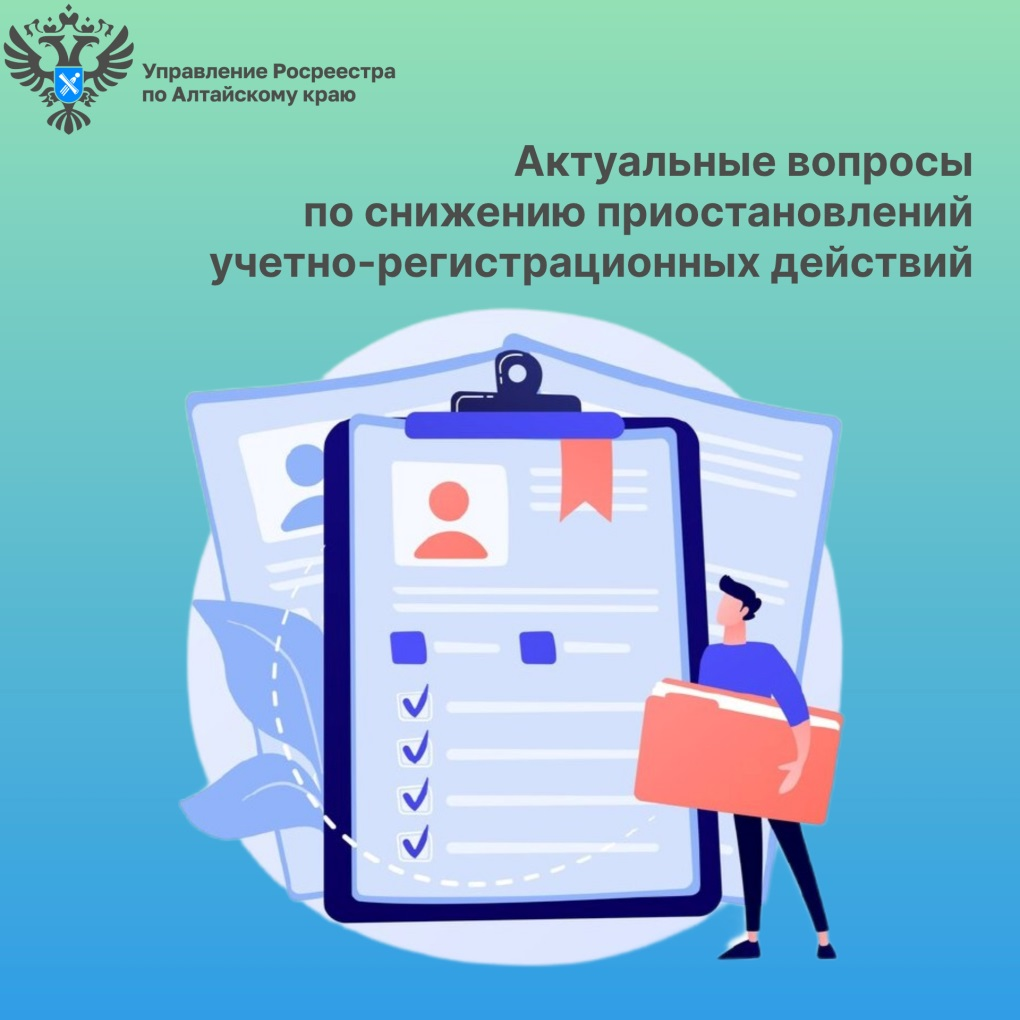 Управление Росреестра
по Алтайскому краю
Актуальные вопросы
по снижению приостановлений
учетно-регистрационных действий